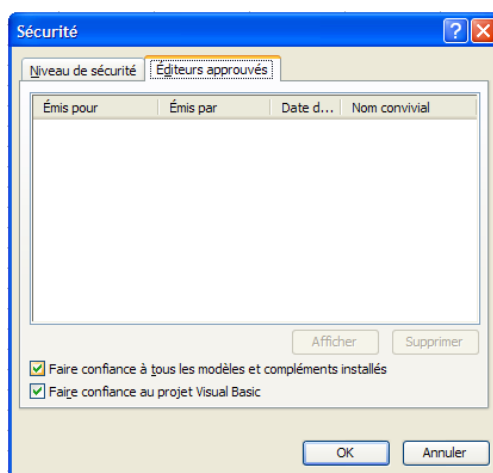 Sécurité
Niveau de sécurité Éditeurs approuvés
Émis pour Émis par Date d... Nom convivial
Afficher Supprimer
Faire confiance à tous les modèles et compléments installés
Faire confiance au projet Visual Basic
OK Annuler